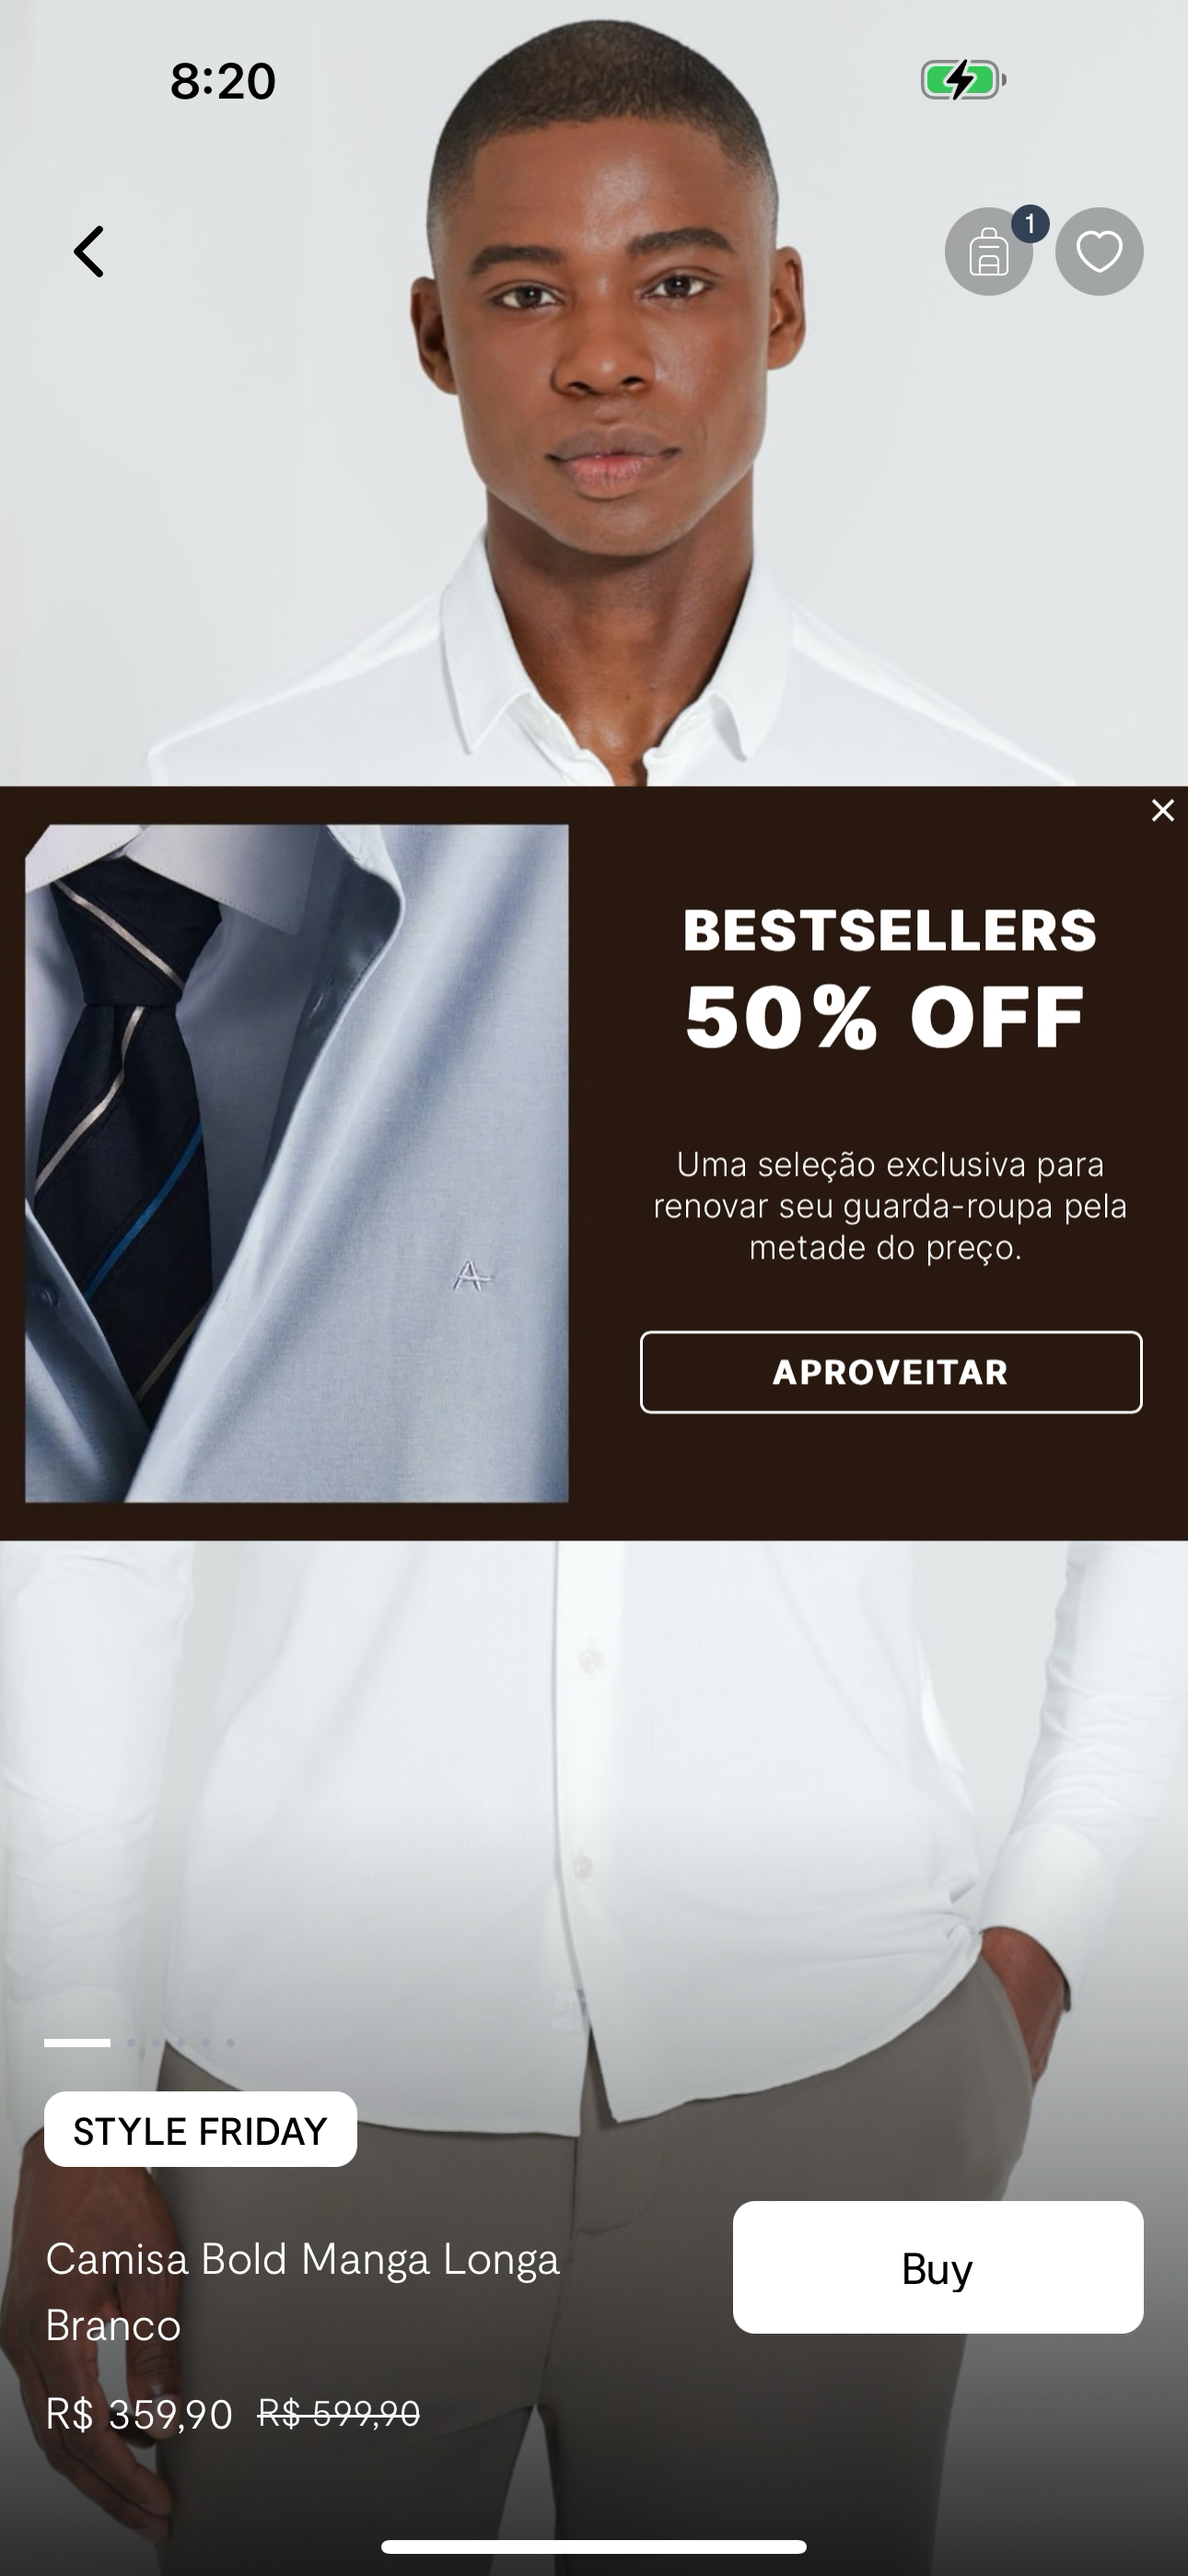 8:20
1
BESTSELLERS
50% OFF
Uma seleção exclusiva para
renovar seu guarda-roupa pela
metade do preço.
APROVEITAR
STYLE FRIDAY
Camisa Bold Manga Longa
Branco
Buy
R$ 359,90 R$ 599,90